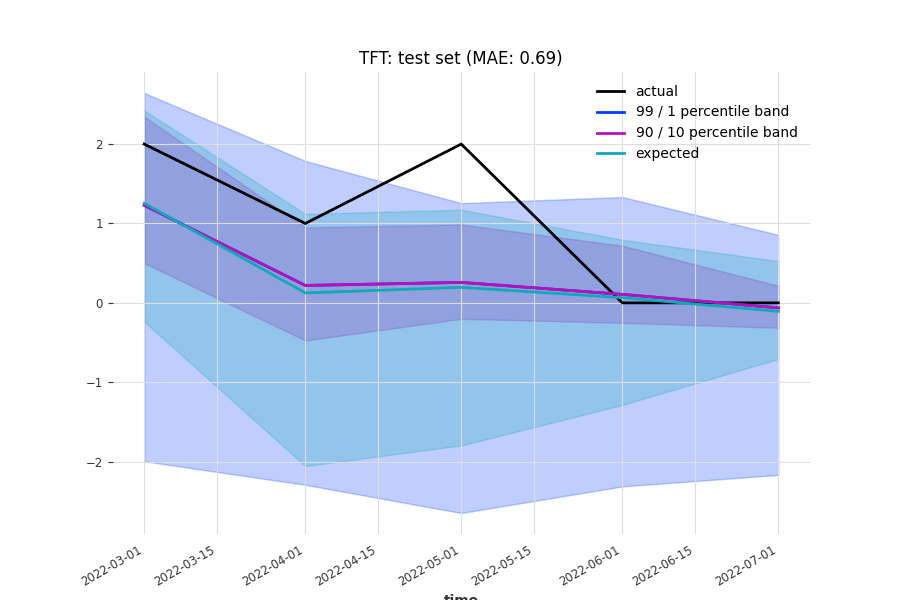 TFT: test set (MAE: 0.69)
actual
99 / 1 percentile band
90 / 10 percentile band
expected
2
1
0
−1
−2
2022-03-01
2022-03-15
2022-04-01
2022-04-15
2022-05-01
2022-05-15
2022-06-01
2022-06-15
2022-07-01
time